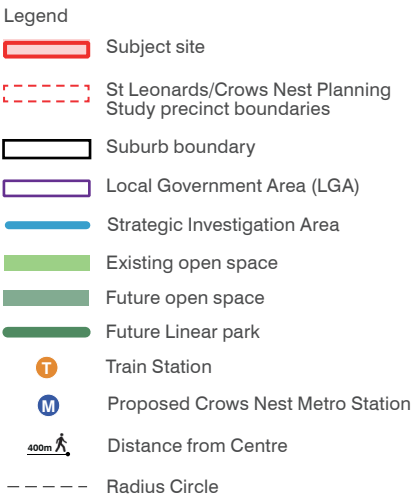 Legend
Subject site
St Leonards/Crows Nest Planning
Study precinct boundaries
Suburb boundary
Local Government Area (LGA)
Strategic Investigation Area
Existing open space
Future open space
Future Linear park
T Train Station
M Proposed Crows Nest Metro Station
400m Distance from Centre
Radius Circle